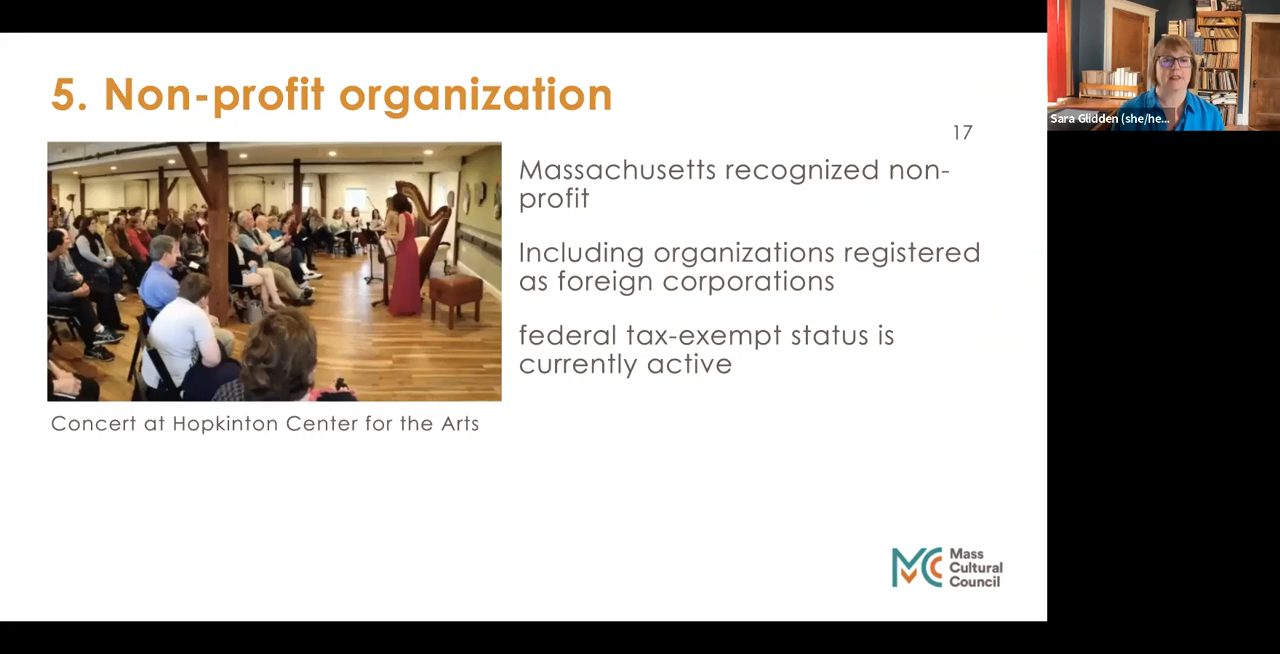 5. Non-profit organization
17
Massachusetts recognized non-
profit
Including organizations registered
as foreign corporations
federal tax-exempt status is
currently active
Concert at Hopkinton Center for the Arts
Mass
Cultural
Council
Sara Glidden (she/he...